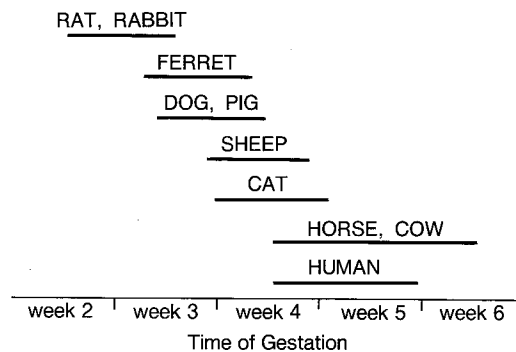 RAT, RABBIT
FERRET
DOG, PIG
SHEEP
CAT
HORSE, COW
HUMAN
week 2 week 3 week 4 week 5 week 6
Time of Gestation